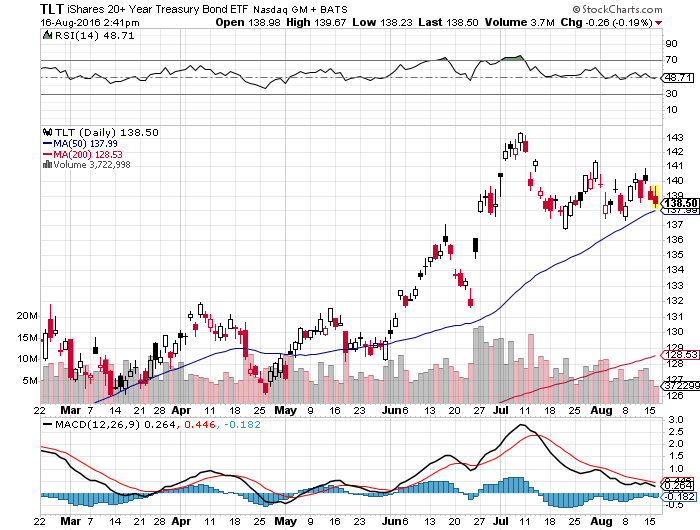 TLT iShares 20+ Year Treasury Bond ETF Nasdaq GM + BATS © StockCharts.com
16-Aug-2016 2:41pm Open 138.98 High 139.67 Low 138.23 Last 138.50 Volume 3.7M Chg -0.26 (-0.19%)
RSI(14) 48.71
90
70
48.71
30
10
TLT (Daily) 138.50
MA(50) 137.99
MA(200) 128.53
Volume 3,722,998
143
142
141
140
139
138.50
137.99
137
136
135
134
133
132
131
130
129
128.53
127
126
20M
15M
10M
5M
3722998
22 Mar 7 14 21 28 Apr 11 18 25 May 9 16 23 Jun 6 13 20 27 Jul 11 18 25 Aug 8 15
MACD(12,26,9) 0.264, 0.446, -0.182
3.0
2.5
2.0
1.5
1.0
0.264
-0.182
22 Mar 7 14 21 28 Apr 11 18 25 May 9 16 23 Jun 6 13 20 27 Jul 11 18 25 Aug 8 15